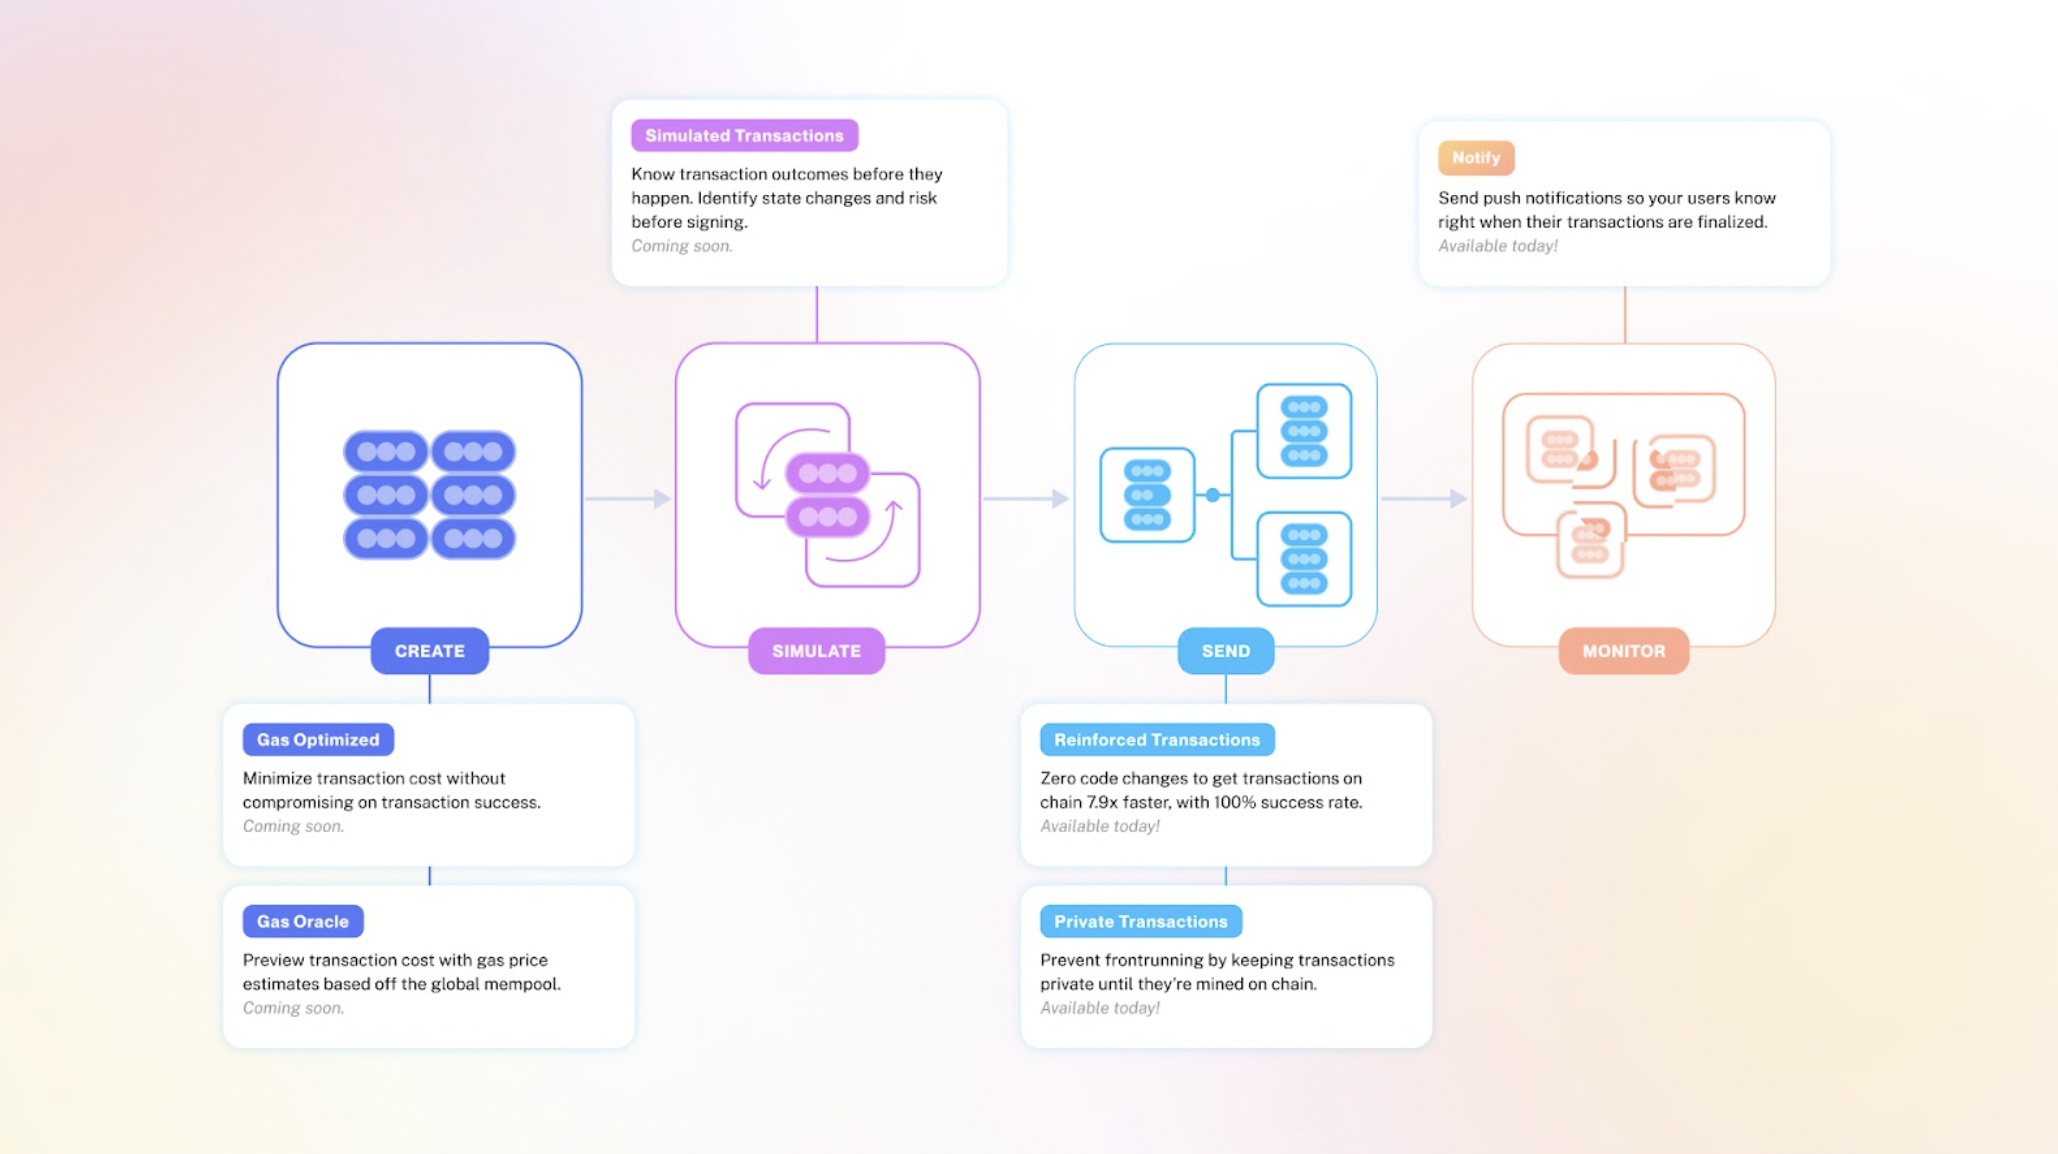 Simulated Transactions
Know transaction outcomes before they
happen. Identify state changes and risk
before signing.
Coming soon.
Notify
Send push notifications so your users know
right when their transactions are finalized.
Available today!
CREATE
SIMULATE
SEND
MONITOR
Gas Optimized
Minimize transaction cost without
compromising on transaction success.
Coming soon.
Gas Oracle
Preview transaction cost with gas price
estimates based off the global mempool.
Coming soon.
Reinforced Transactions
Zero code changes to get transactions on
chain 7.9x faster, with 100% success rate.
Available today!
Private Transactions
Prevent frontrunning by keeping transactions
private until they're mined on chain.
Available today!